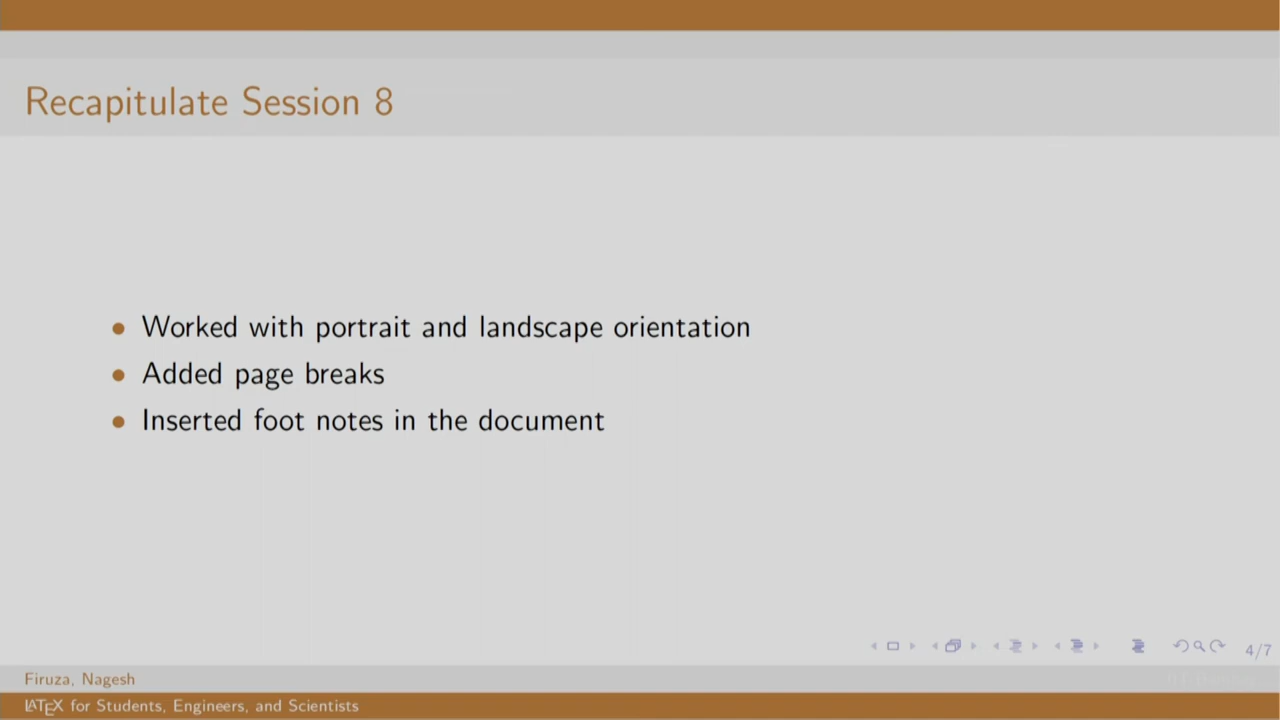 Recapitulate Session 8
• Worked with portrait and landscape orientation
• Added page breaks
• Inserted foot notes in the document
4/7
Firuza, Nagesh
LATEX for Students, Engineers, and Scientists